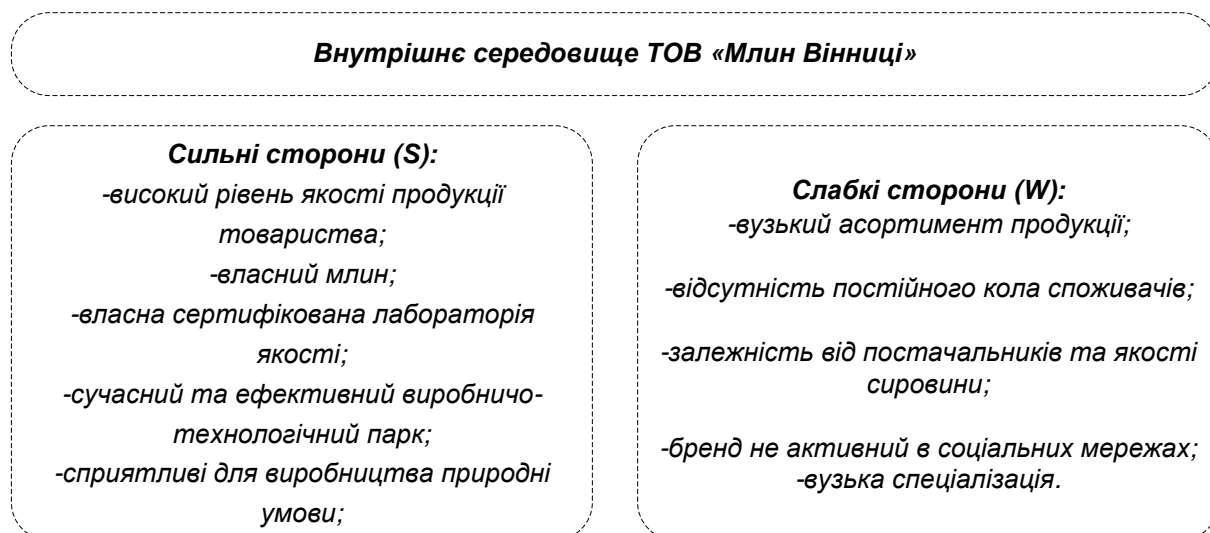 Внутрішнє середовище ТОВ «Млин Вінниці»
Сильні сторони (S):
-високий рівень якості продукції
товариства;
-власний млин;
-власна сертифікована лабораторія
якості;
-сучасний та ефективний виробничо-
технологічний парк;
-сприятливі для виробництва природні
умови;
Слабкі сторони (W):
-вузький асортимент продукції;
-відсутність постійного кола споживачів;
-залежність від постачальників та якості
сировини;
-бренд не активний в соціальних мережах;
-вузька спеціалізація.